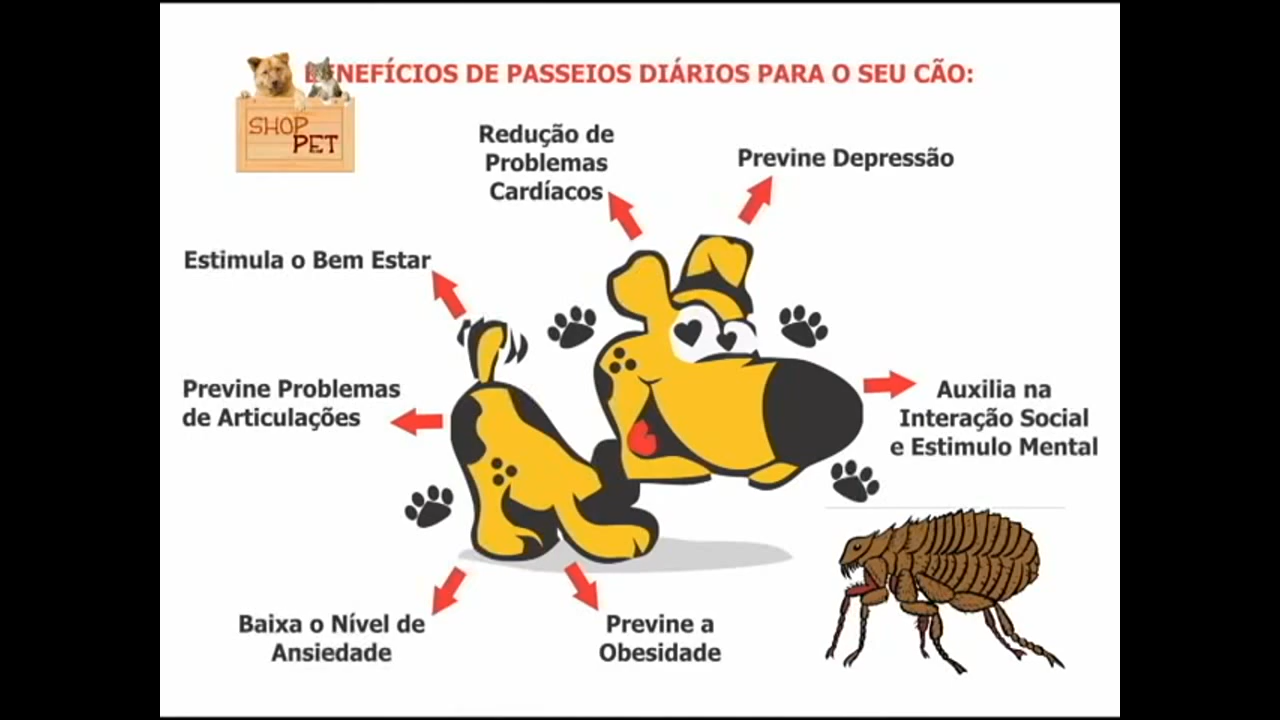 BENEFÍCIOS DE PASSEIOS DIÁRIOS PARA O SEU CÃO:
SHOP
PET
Redução de
Problemas
Cardíacos
Previne Depressão
Estimula o Bem Estar
Previne Problemas
de Articulações
Auxilia na
Interação Social
e Estimulo Mental
Baixa o Nível de
Ansiedade
Previne a
Obesidade